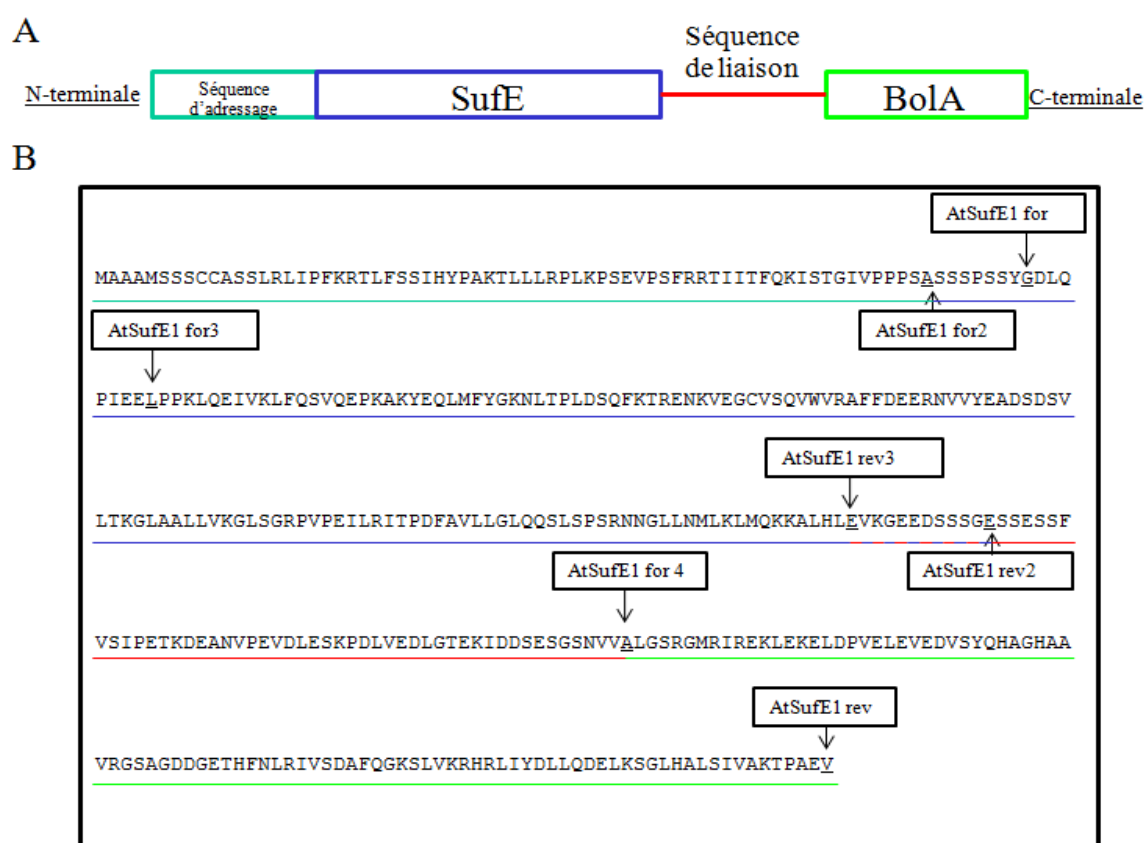 A
N-terminale
Séquence
d'adressage
SufE
Séquence
de liaison
BolA
C-terminale
B
AtSufE1 for
MAAAMSSSCCASSLRLIPFKRTLFSSIHYPAKTLLLRPLKPSEVPSFRRTIITFQKISTGIVPPPSASSSPSSYGDLQ
AtSufE1 for3
AtSufE1 for2
PIEELPPKLQEIVKLFQSVQEPKAKYEQLMFYGKNLTPLDSQFKTRENKVEGCVSQVWVRAFFDEERNVVYEADSDSV
AtSufE1 rev3
LTKGLAALLVKGLSGRPVPEILRITPDFAVLLGLQQSLSPSRNNGLLNMLKLMQKKALHLEVKGEEDSSSGESSESSF
AtSufE1 for 4
AtSufE1 rev2
VSIPETKDEANVPEVDLESKPDLVEDLGTEKIDDSESGSNVVALGSRGMRIREKLEKELDPVELEVEDVSYQHAGHAA
AtSufE1 rev
VRGSAGDDGETHFNLRIVSDAFQGKSLVKRHRLIYDLLQDELKSGLHALSIVAKTPAEV